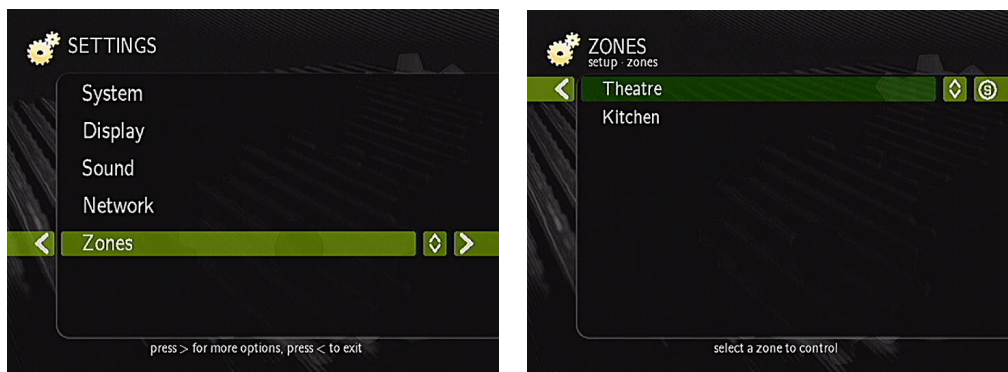 SETTINGS
System
Display
Sound
Network
Zones
press > for more options, press < to exit
ZONES
setup · zones
Theatre
S
Kitchen
select a zone to control